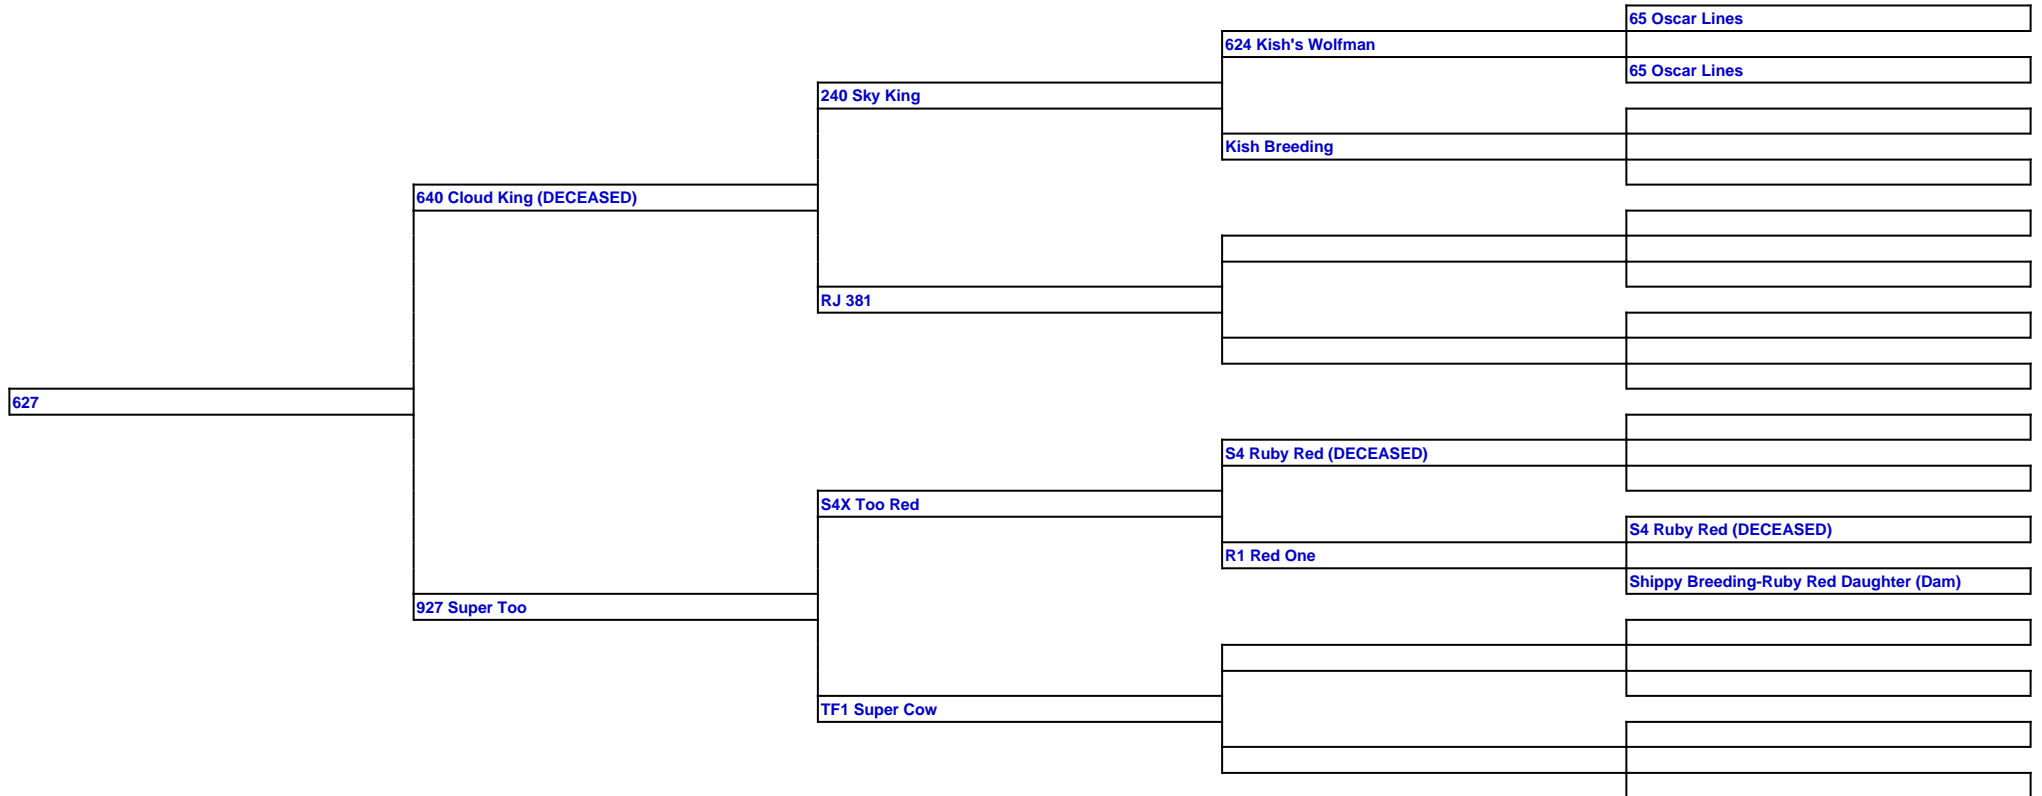 65 Oscar Lines
624 Kish's Wolfman
65 Oscar Lines
240 Sky King
Kish Breeding
640 Cloud King (DECEASED)
RJ 381
627
S4 Ruby Red (DECEASED)
S4X Too Red
S4 Ruby Red (DECEASED)
R1 Red One
Shippy Breeding-Ruby Red Daughter (Dam)
927 Super Too
TF1 Super Cow